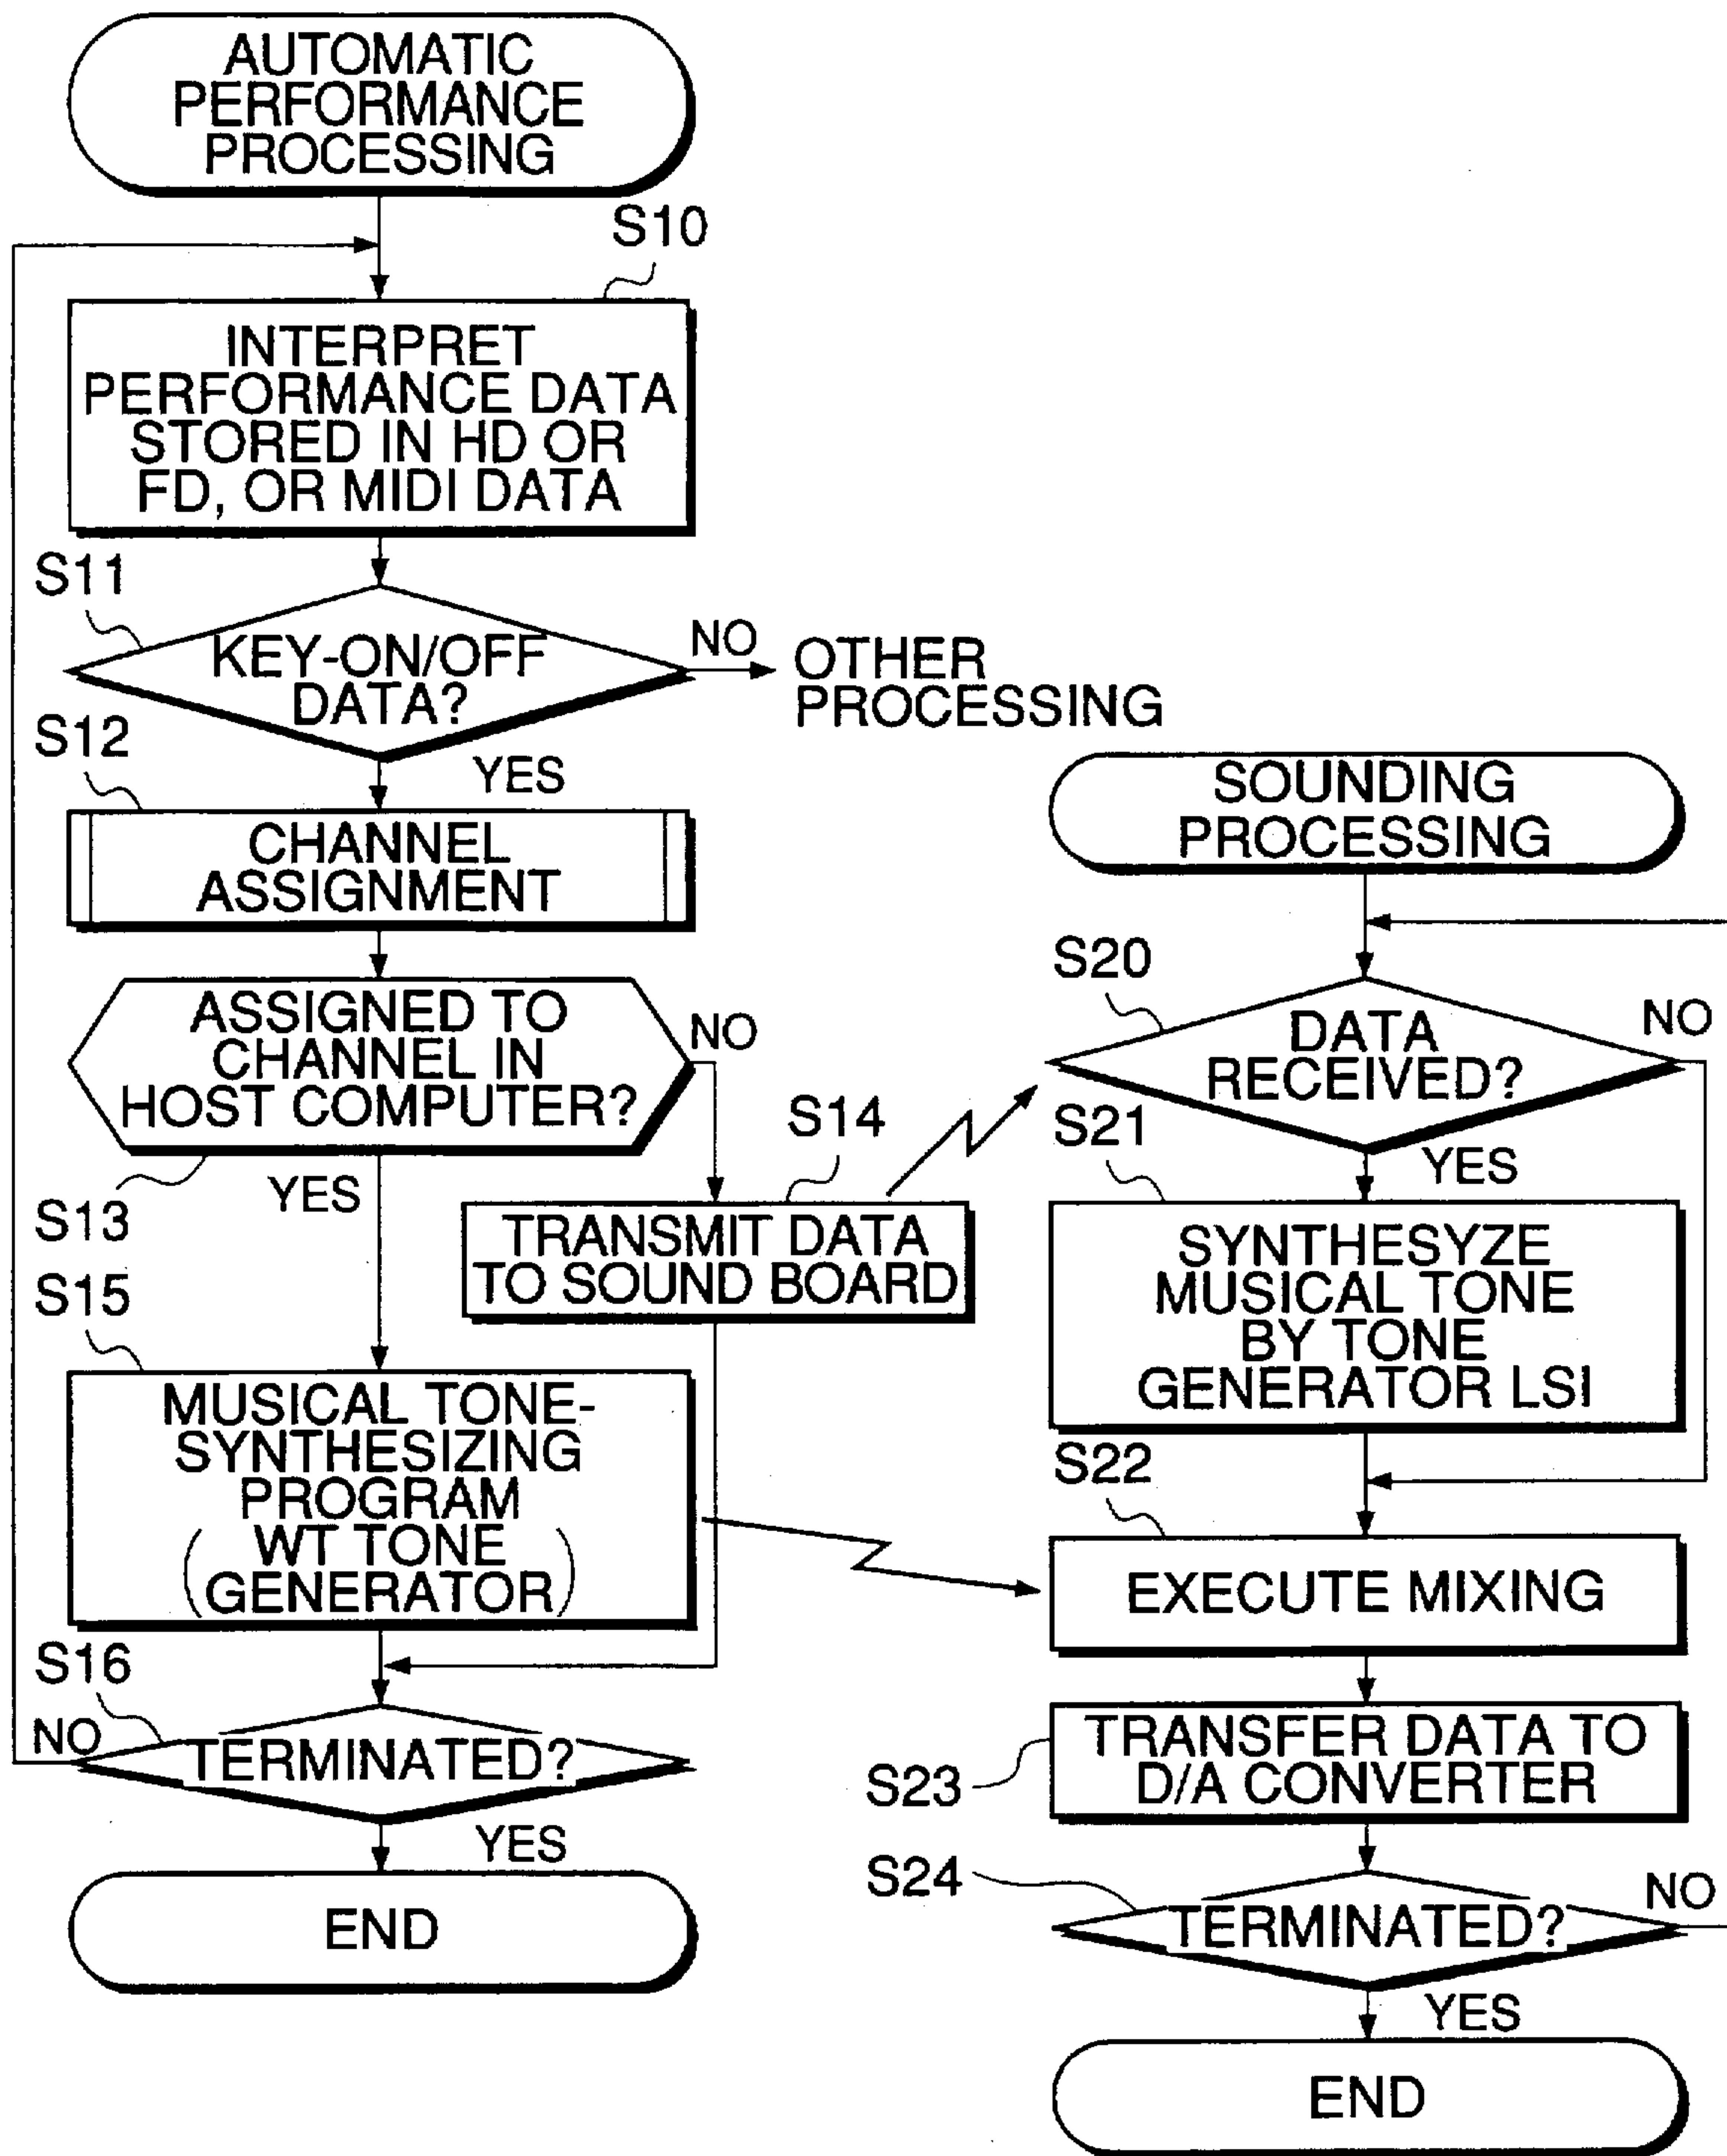 AUTOMATIC
PERFORMANCE
PROCESSING
S10
INTERPRET
PERFORMANCE DATA
STORED IN HD OR
FD, OR MIDI DATA
S11
KEY-ON/OFF
DATA?
NO
OTHER
PROCESSING
S12
YES
CHANNEL
ASSIGNMENT
ASSIGNED TO
CHANNEL IN
HOST COMPUTER?
NO
S13
YES
S14
TRANSMIT DATA
TO SOUND BOARD
S15
MUSICAL TONE-
SYNTHESIZING
PROGRAM
(WT TONE
GENERATOR)
S16
NO
TERMINATED?
YES
END
SOUNDING
PROCESSING
S20
DATA
RECEIVED?
NO
S21
YES
SYNTHESYZE
MUSICAL TONE
BY TONE
GENERATOR LSI
S22
EXECUTE MIXING
TRANSFER DATA TO
D/A CONVERTER
S23
S24
TERMINATED?
NO
YES
END